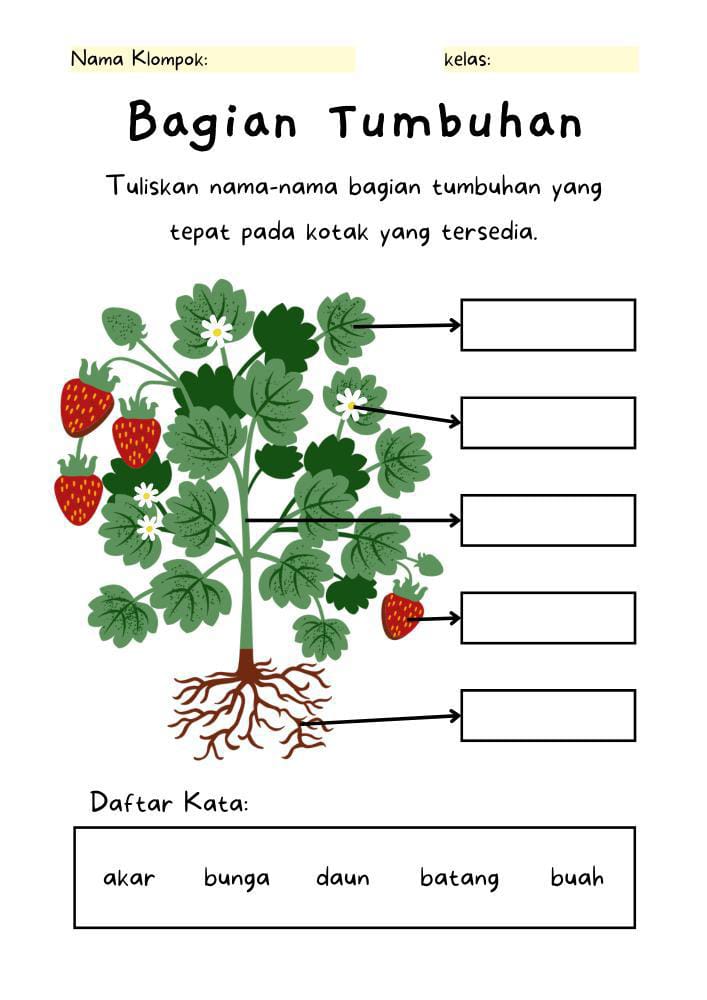 Nama Klompok:
kelas:
Bagian Tumbuhan
Tuliskan nama-nama bagian tumbuhan yang
tepat pada kotak yang tersedia.
Daftar Kata:
akar bunga daun batang buah